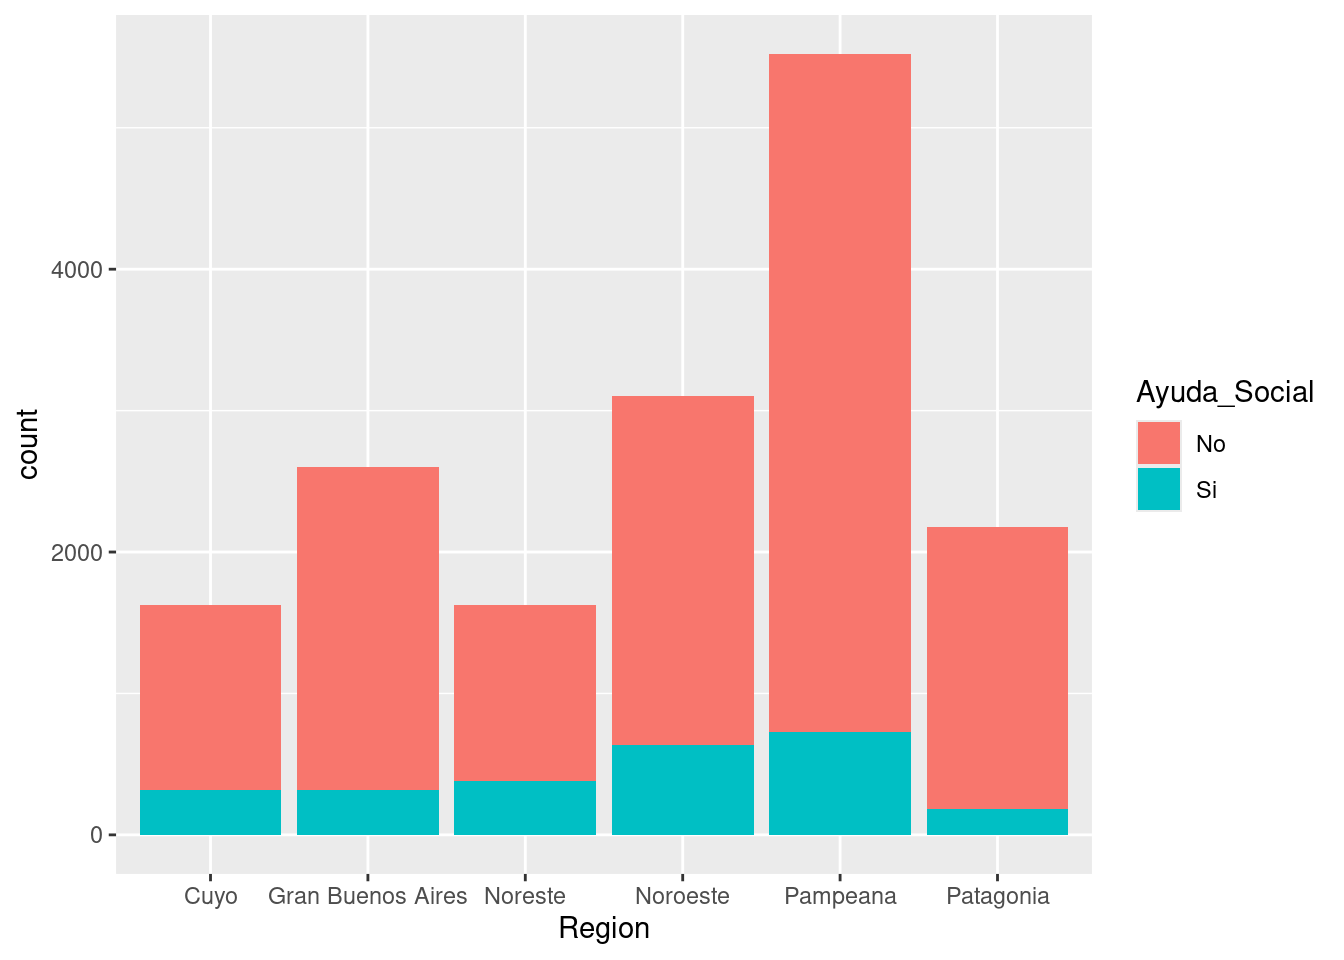 4000
2000
0
count
Cuyo
Gran Buenos Aires
Noreste
Noroeste
Pampeana
Patagonia
Region
Ayuda_Social
No
Si